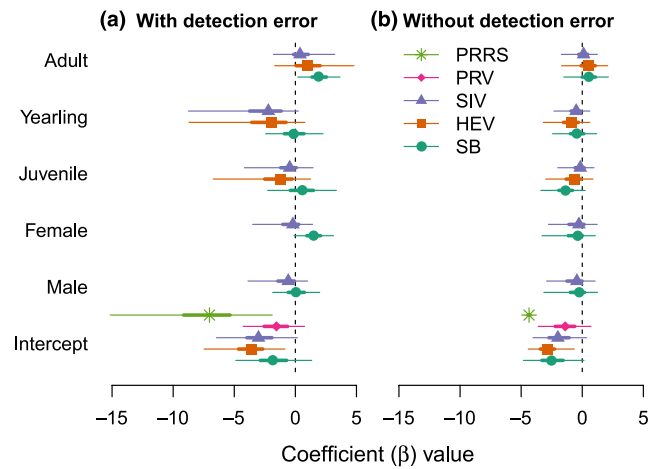 (a) With detection error
(b) Without detection error
Adult
Yearling
Juvenile
Female
Male
Intercept
PRRS
PRV
SIV
HEV
SB
−15 −10 −5 0 5
−15 −10 −5 0 5
Coefficient (β) value